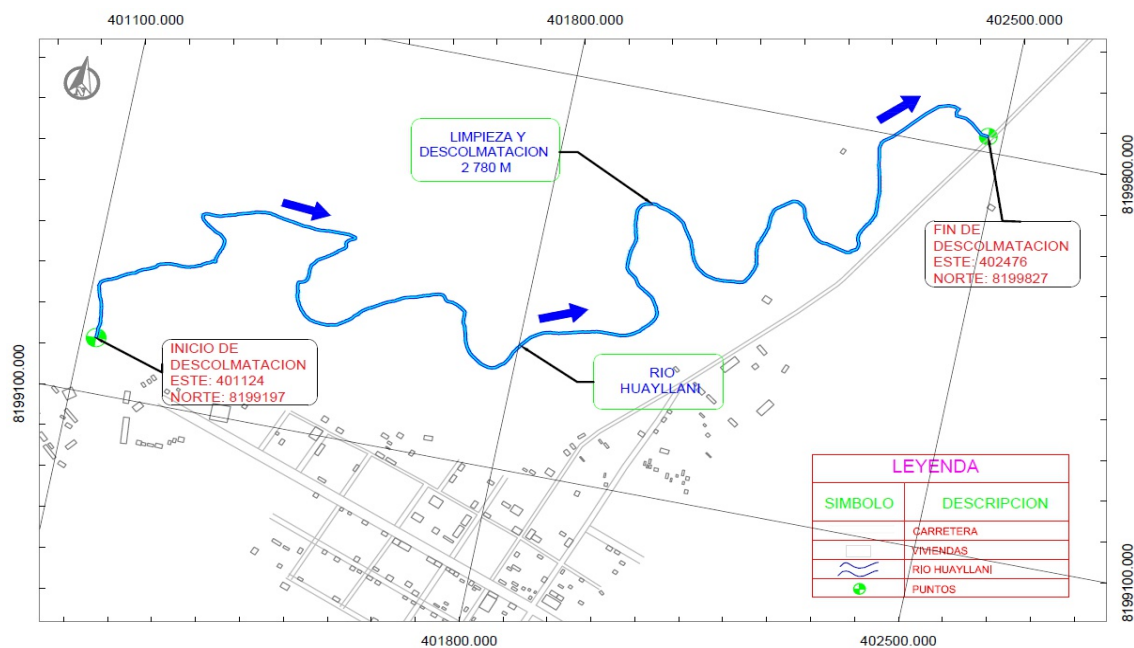 401100.000
401800.000
402500.000
N
LIMPIEZA Y
DESCOLMATACION
2 780 M
8199800.000
FIN DE
DESCOLMATACION
ESTE: 402476
NORTE: 8199827
INICIO DE
DESCOLMATACION
ESTE: 401124
NORTE: 8199197
RIO
HUAYLLANI
8199100.000
LEYENDA
SIMBOLO
DESCRIPCION
CARRETERA
VIVIENDAS
RIO HUAYLLANI
PUNTOS
8199100.000
401800.000
402500.000